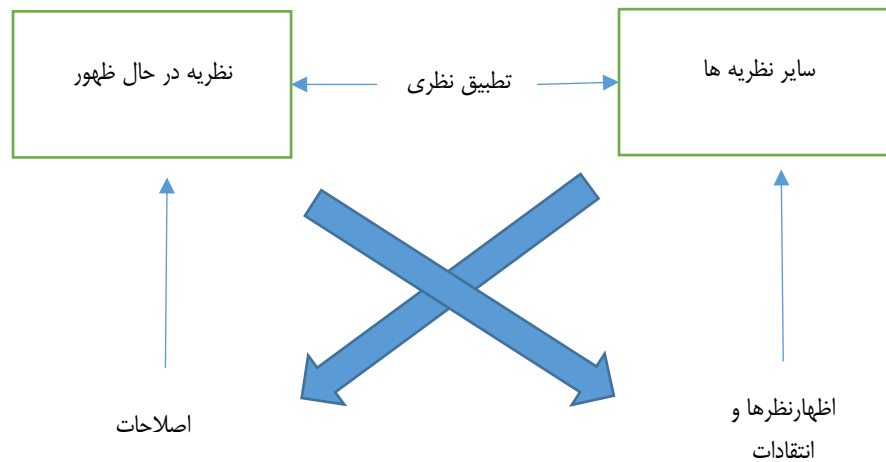 سایر نظریه ها
تطبیق نظری
نظریه در حال ظهور
اظهارنظرها و
انتقادات
اصلاحات